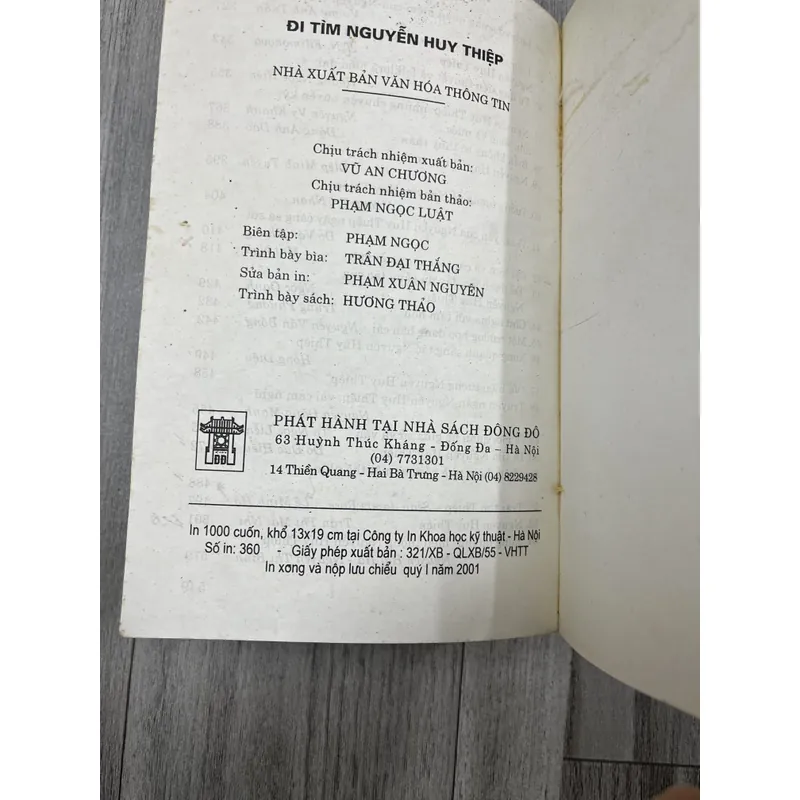 ĐI TÌM NGUYỄN HUY THIỆP
NHÀ XUẤT BẢN VĂN HÓA THÔNG TIN
Chịu trách nhiệm xuất bản:
VŨ AN CHƯƠNG
Chịu trách nhiệm bản thảo:
PHẠM NGỌC LUẬT
Biên tập: PHẠM NGỌC
Trình bày bìa: TRẦN ĐẠI THẮNG
Sửa bản in: PHẠM XUÂN NGUYÊN
Trình bày sách: HƯƠNG THẢO
ĐĐ
PHÁT HÀNH TẠI NHÀ SÁCH ĐÔNG ĐÔ
63 Huỳnh Thúc Kháng - Đống Đa – Hà Nội
(04) 7731301
14 Thiền Quang - Hai Bà Trưng - Hà Nội (04) 8229428
In 1000 cuốn, khổ 13x19 cm tại Công ty In Khoa học kỹ thuật - Hà Nội
Số in: 360 - Giấy phép xuất bản : 321/XB - QLXB/55 - VHTT
In xong và nộp lưu chiểu quý I năm 2001